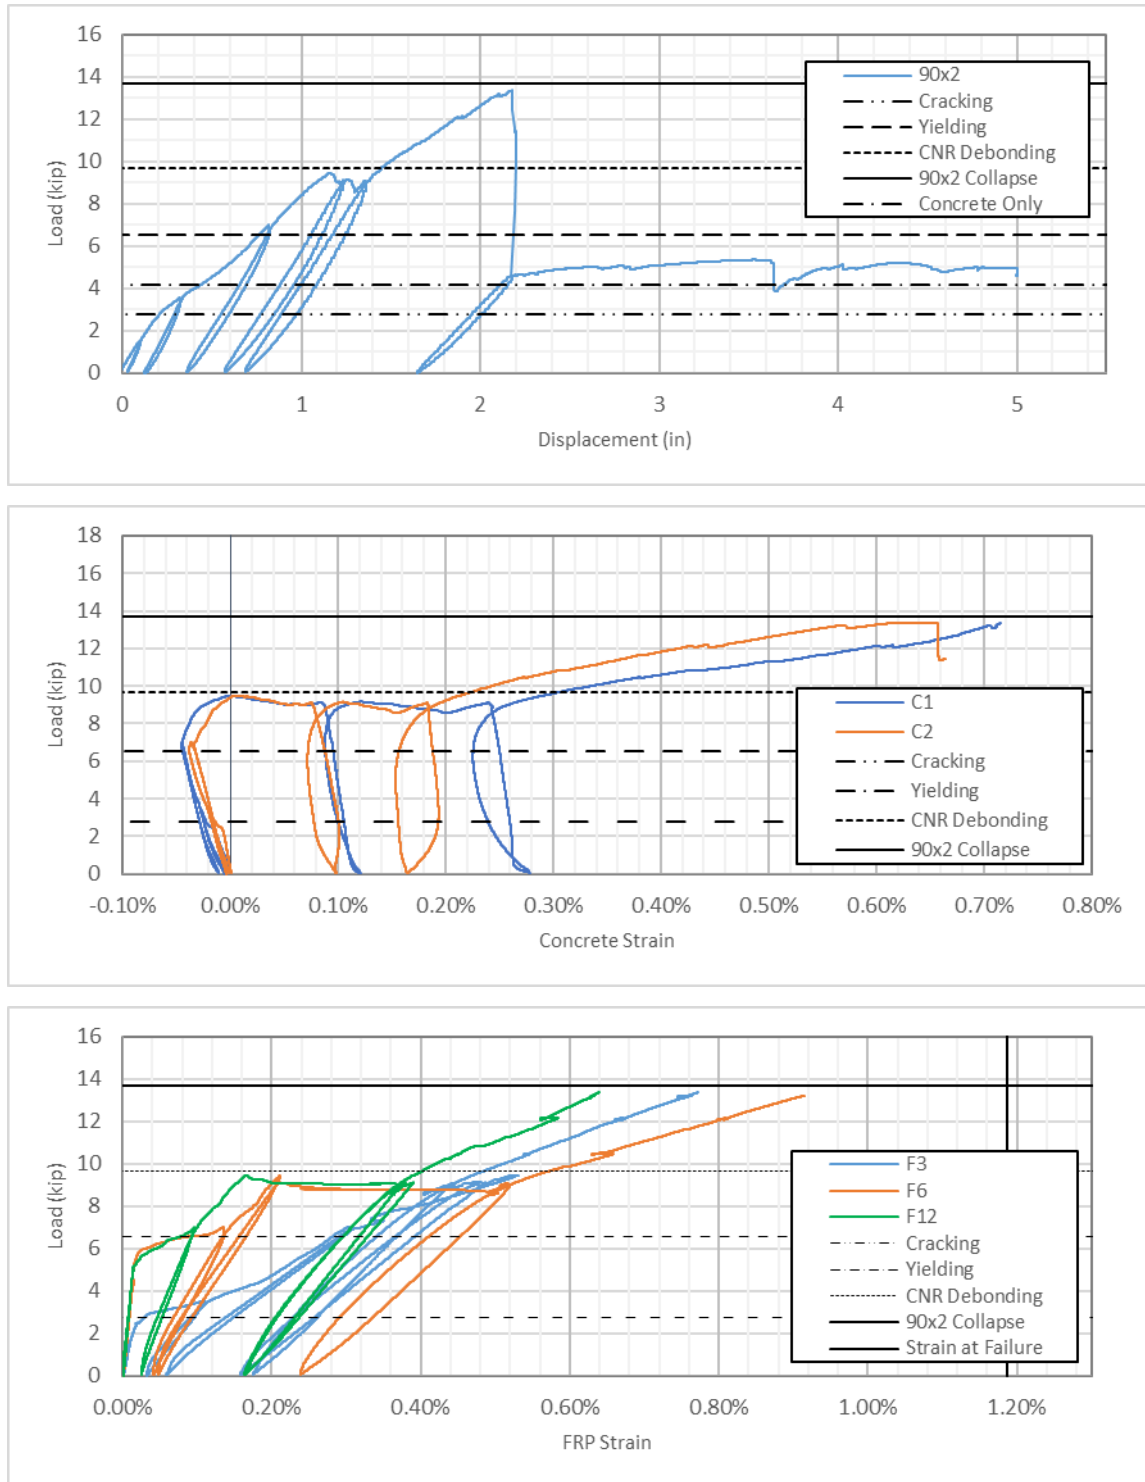 16
14
12
10
8
6
4
2
0
Load (kip)
90x2
Cracking
Yielding
CNR Debonding
90x2 Collapse
Concrete Only
0 1 2 3 4 5
Displacement (in)
18
16
14
12
10
8
6
4
2
0
Load (kip)
C1
C2
Cracking
Yielding
CNR Debonding
90x2 Collapse
-0.10% 0.00% 0.10% 0.20% 0.30% 0.40% 0.50% 0.60% 0.70% 0.80%
Concrete Strain
16
14
12
10
8
6
4
2
0
Load (kip)
F3
F6
F12
Cracking
Yielding
CNR Debonding
90x2 Collapse
Strain at Failure
0.00% 0.20% 0.40% 0.60% 0.80% 1.00% 1.20%
FRP Strain